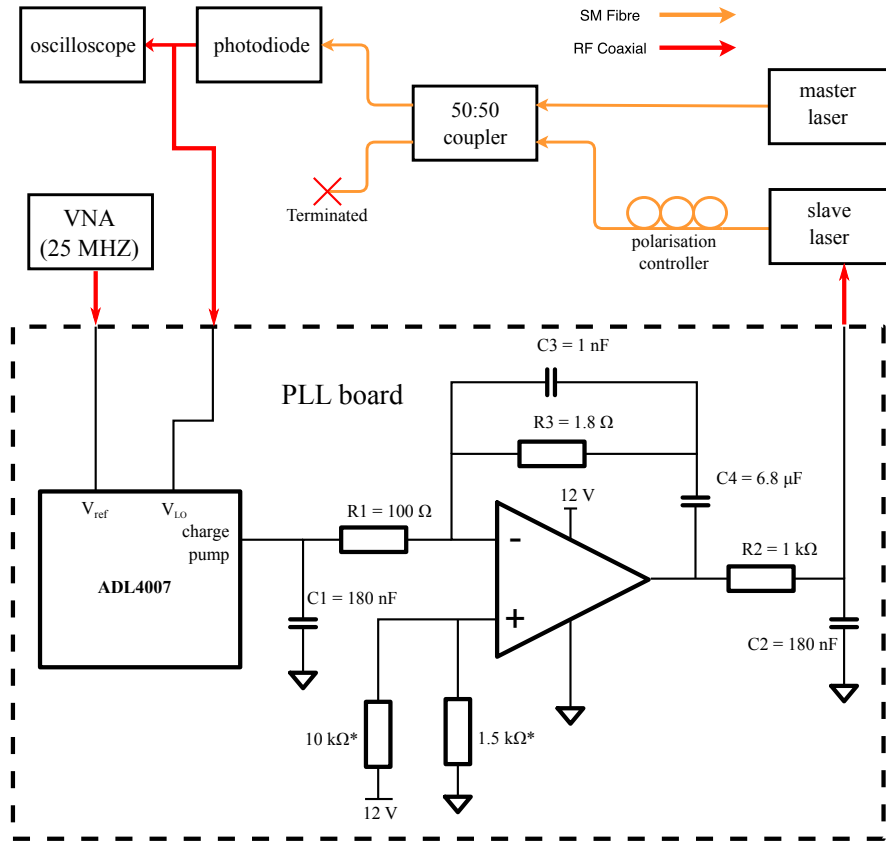 SM Fibre
RF Coaxial
oscilloscope
photodiode
50:50
coupler
master
laser
Terminated
VNA
(25 MHZ)
polarisation
controller
slave
laser
PLL board
C3 = 1 nF
R3 = 1.8 Ω
C4 = 6.8 µF
12 V
Vref
VLO
charge
pump
ADL4007
R1 = 100 Ω
-
+
R2 = 1 kΩ
C1 = 180 nF
C2 = 180 nF
10 kΩ*
1.5 kΩ*
12 V